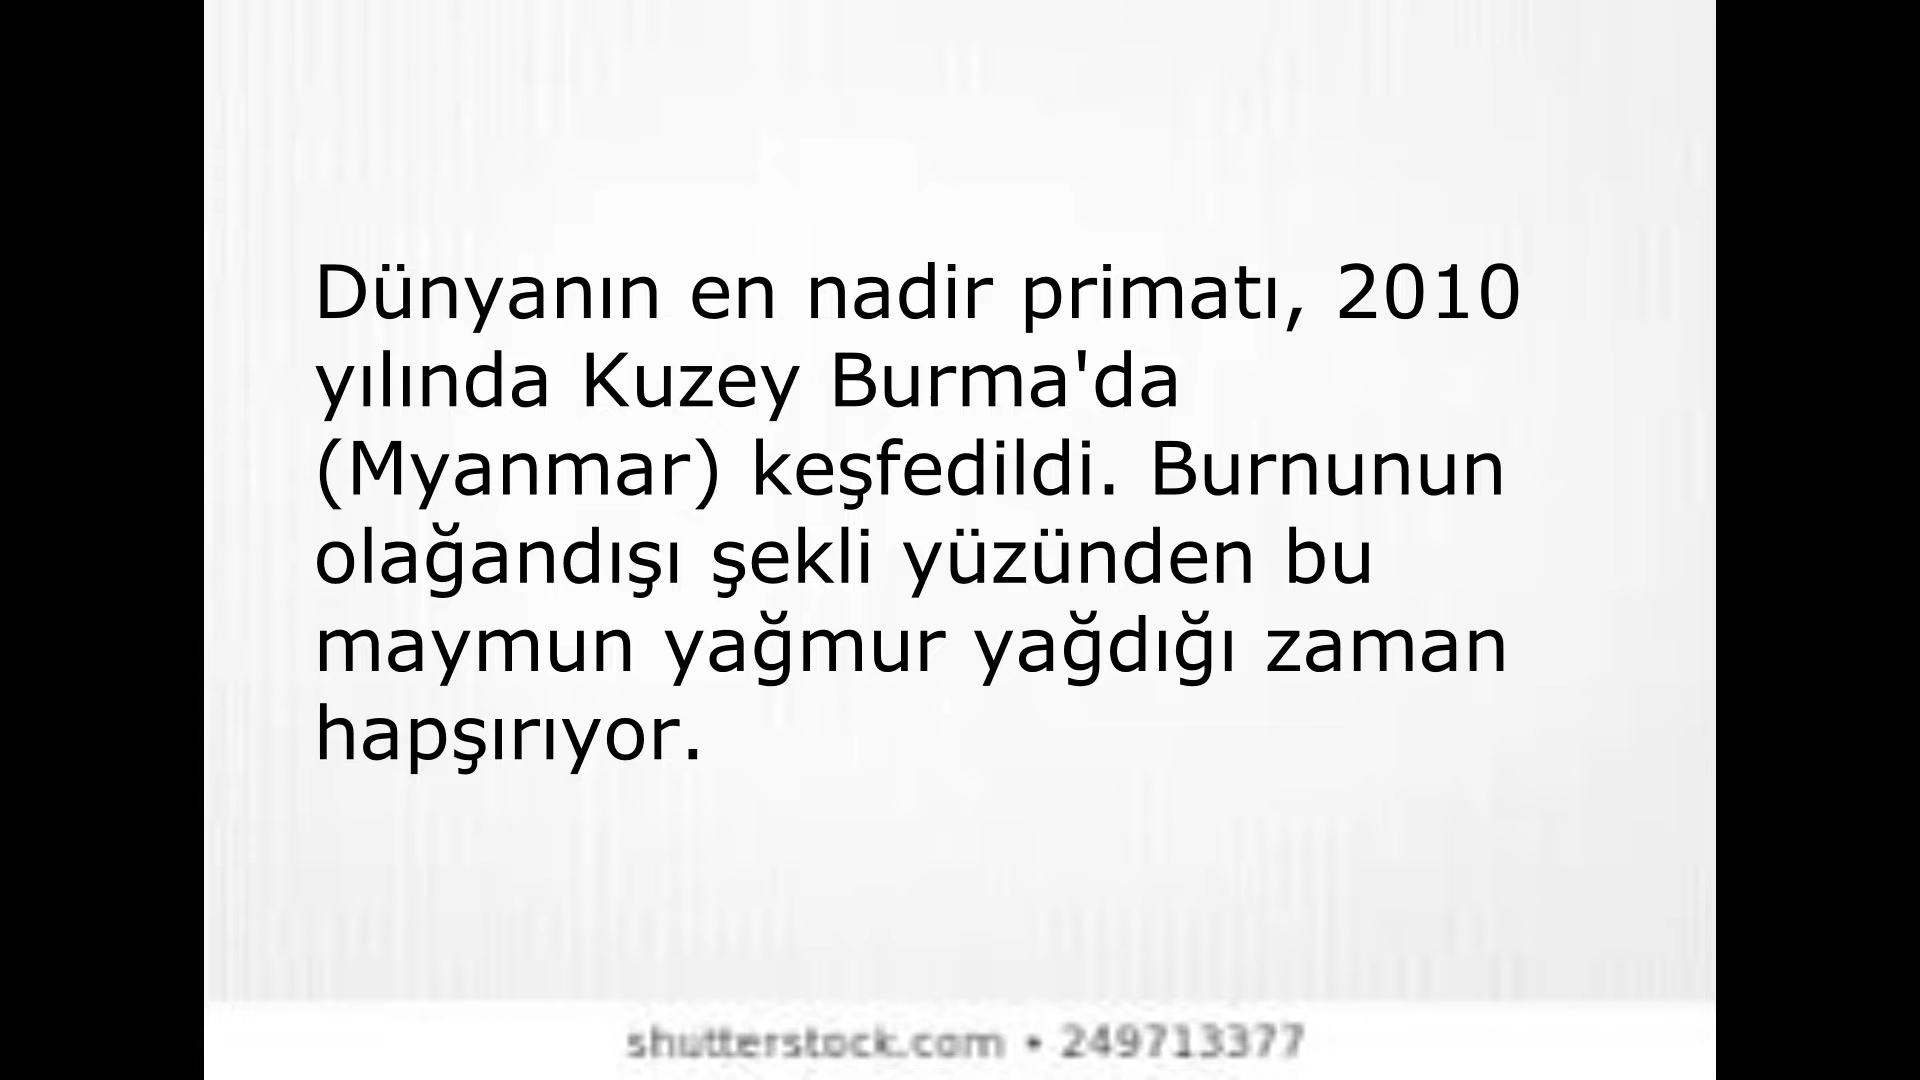 Dünyanın en nadir primatı, 2010
yılında Kuzey Burma'da
(Myanmar) keşfedildi. Burnunun
olağandışı şekli yüzünden bu
maymun yağmur yağdığı zaman
hapşırıyor.
shutterstock.com • 249713377